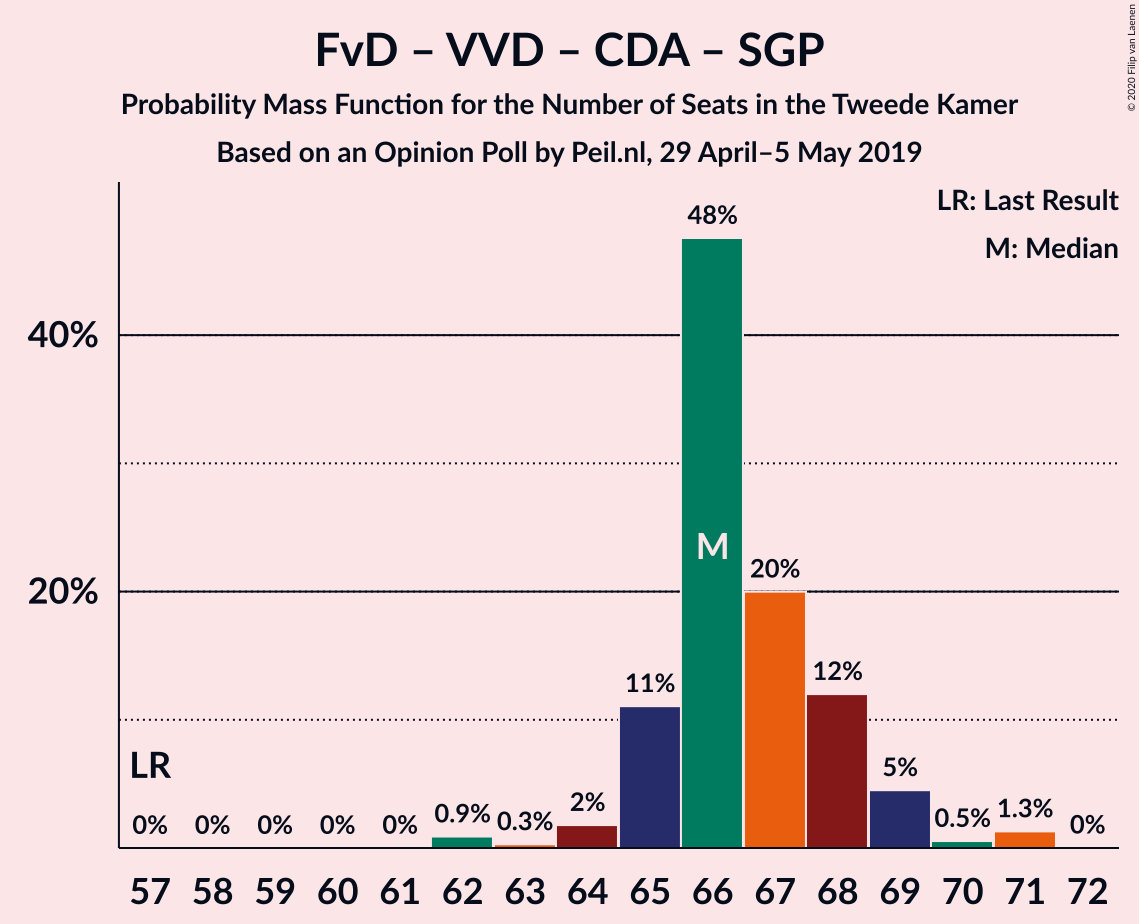 FvD – VVD – CDA – SGP
Probability Mass Function for the Number of Seats in the Tweede Kamer
Based on an Opinion Poll by Peil.nl, 29 April–5 May 2019
© 2020 Filip van Laenen
LR: Last Result
M: Median
40%
20%
LR
M
0% 0% 0% 0% 0% 0.9% 0.3% 2% 11% 48% 20% 12% 5% 0.5% 1.3% 0%
57 58 59 60 61 62 63 64 65 66 67 68 69 70 71 72